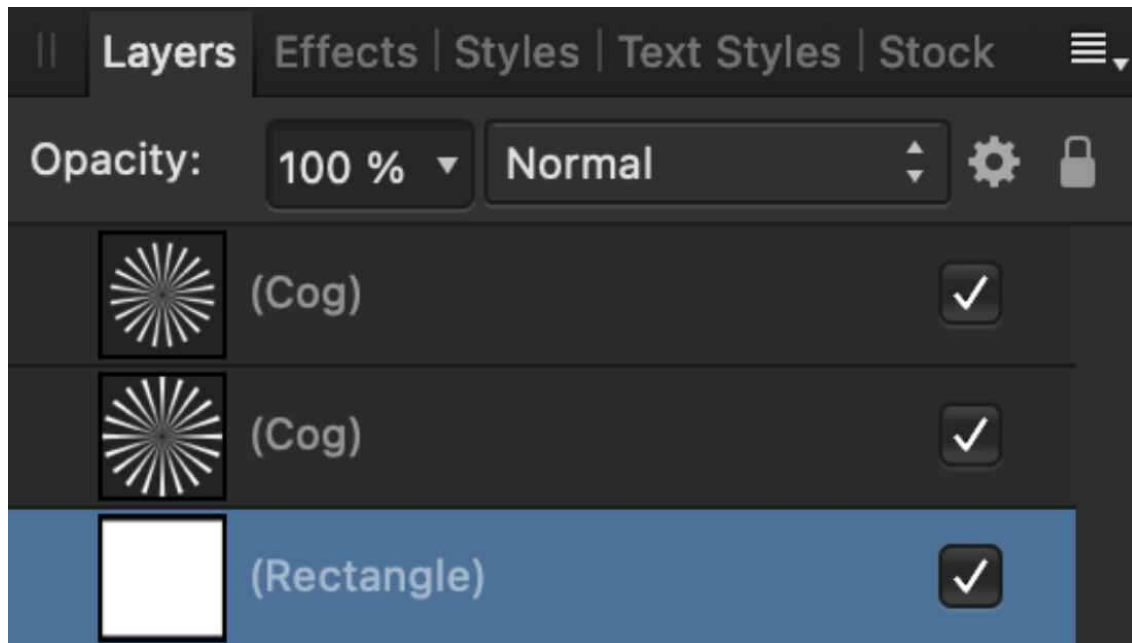 Layers Effects | Styles | Text Styles | Stock
Opacity: 100 % Normal
(Cog)
(Cog)
(Rectangle)